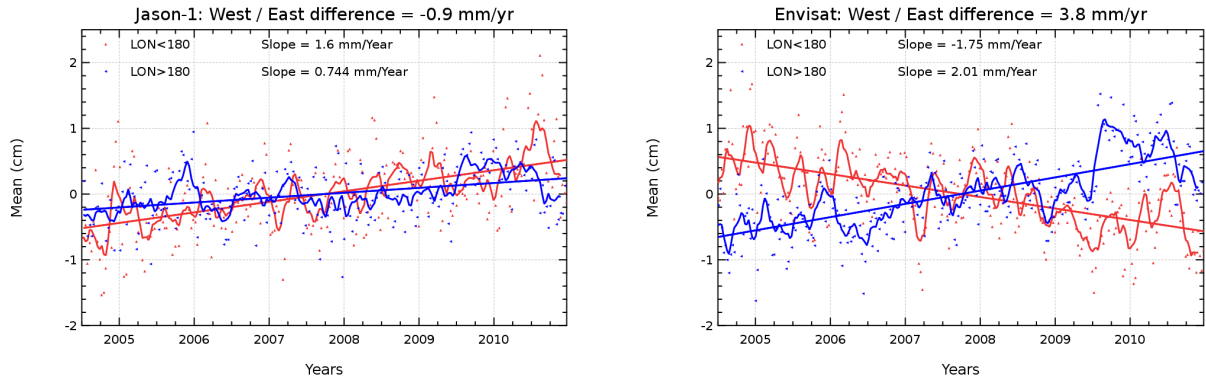 Jason-1: West / East difference = -0.9 mm/yr
LON<180 Slope = 1.6 mm/Year
LON>180 Slope = 0.744 mm/Year
Mean (cm)
2
1
0
-1
-2
2005 2006 2007 2008 2009 2010
Years
Envisat: West / East difference = 3.8 mm/yr
LON<180 Slope = -1.75 mm/Year
LON>180 Slope = 2.01 mm/Year
Mean (cm)
2
1
0
-1
-2
2005 2006 2007 2008 2009 2010
Years